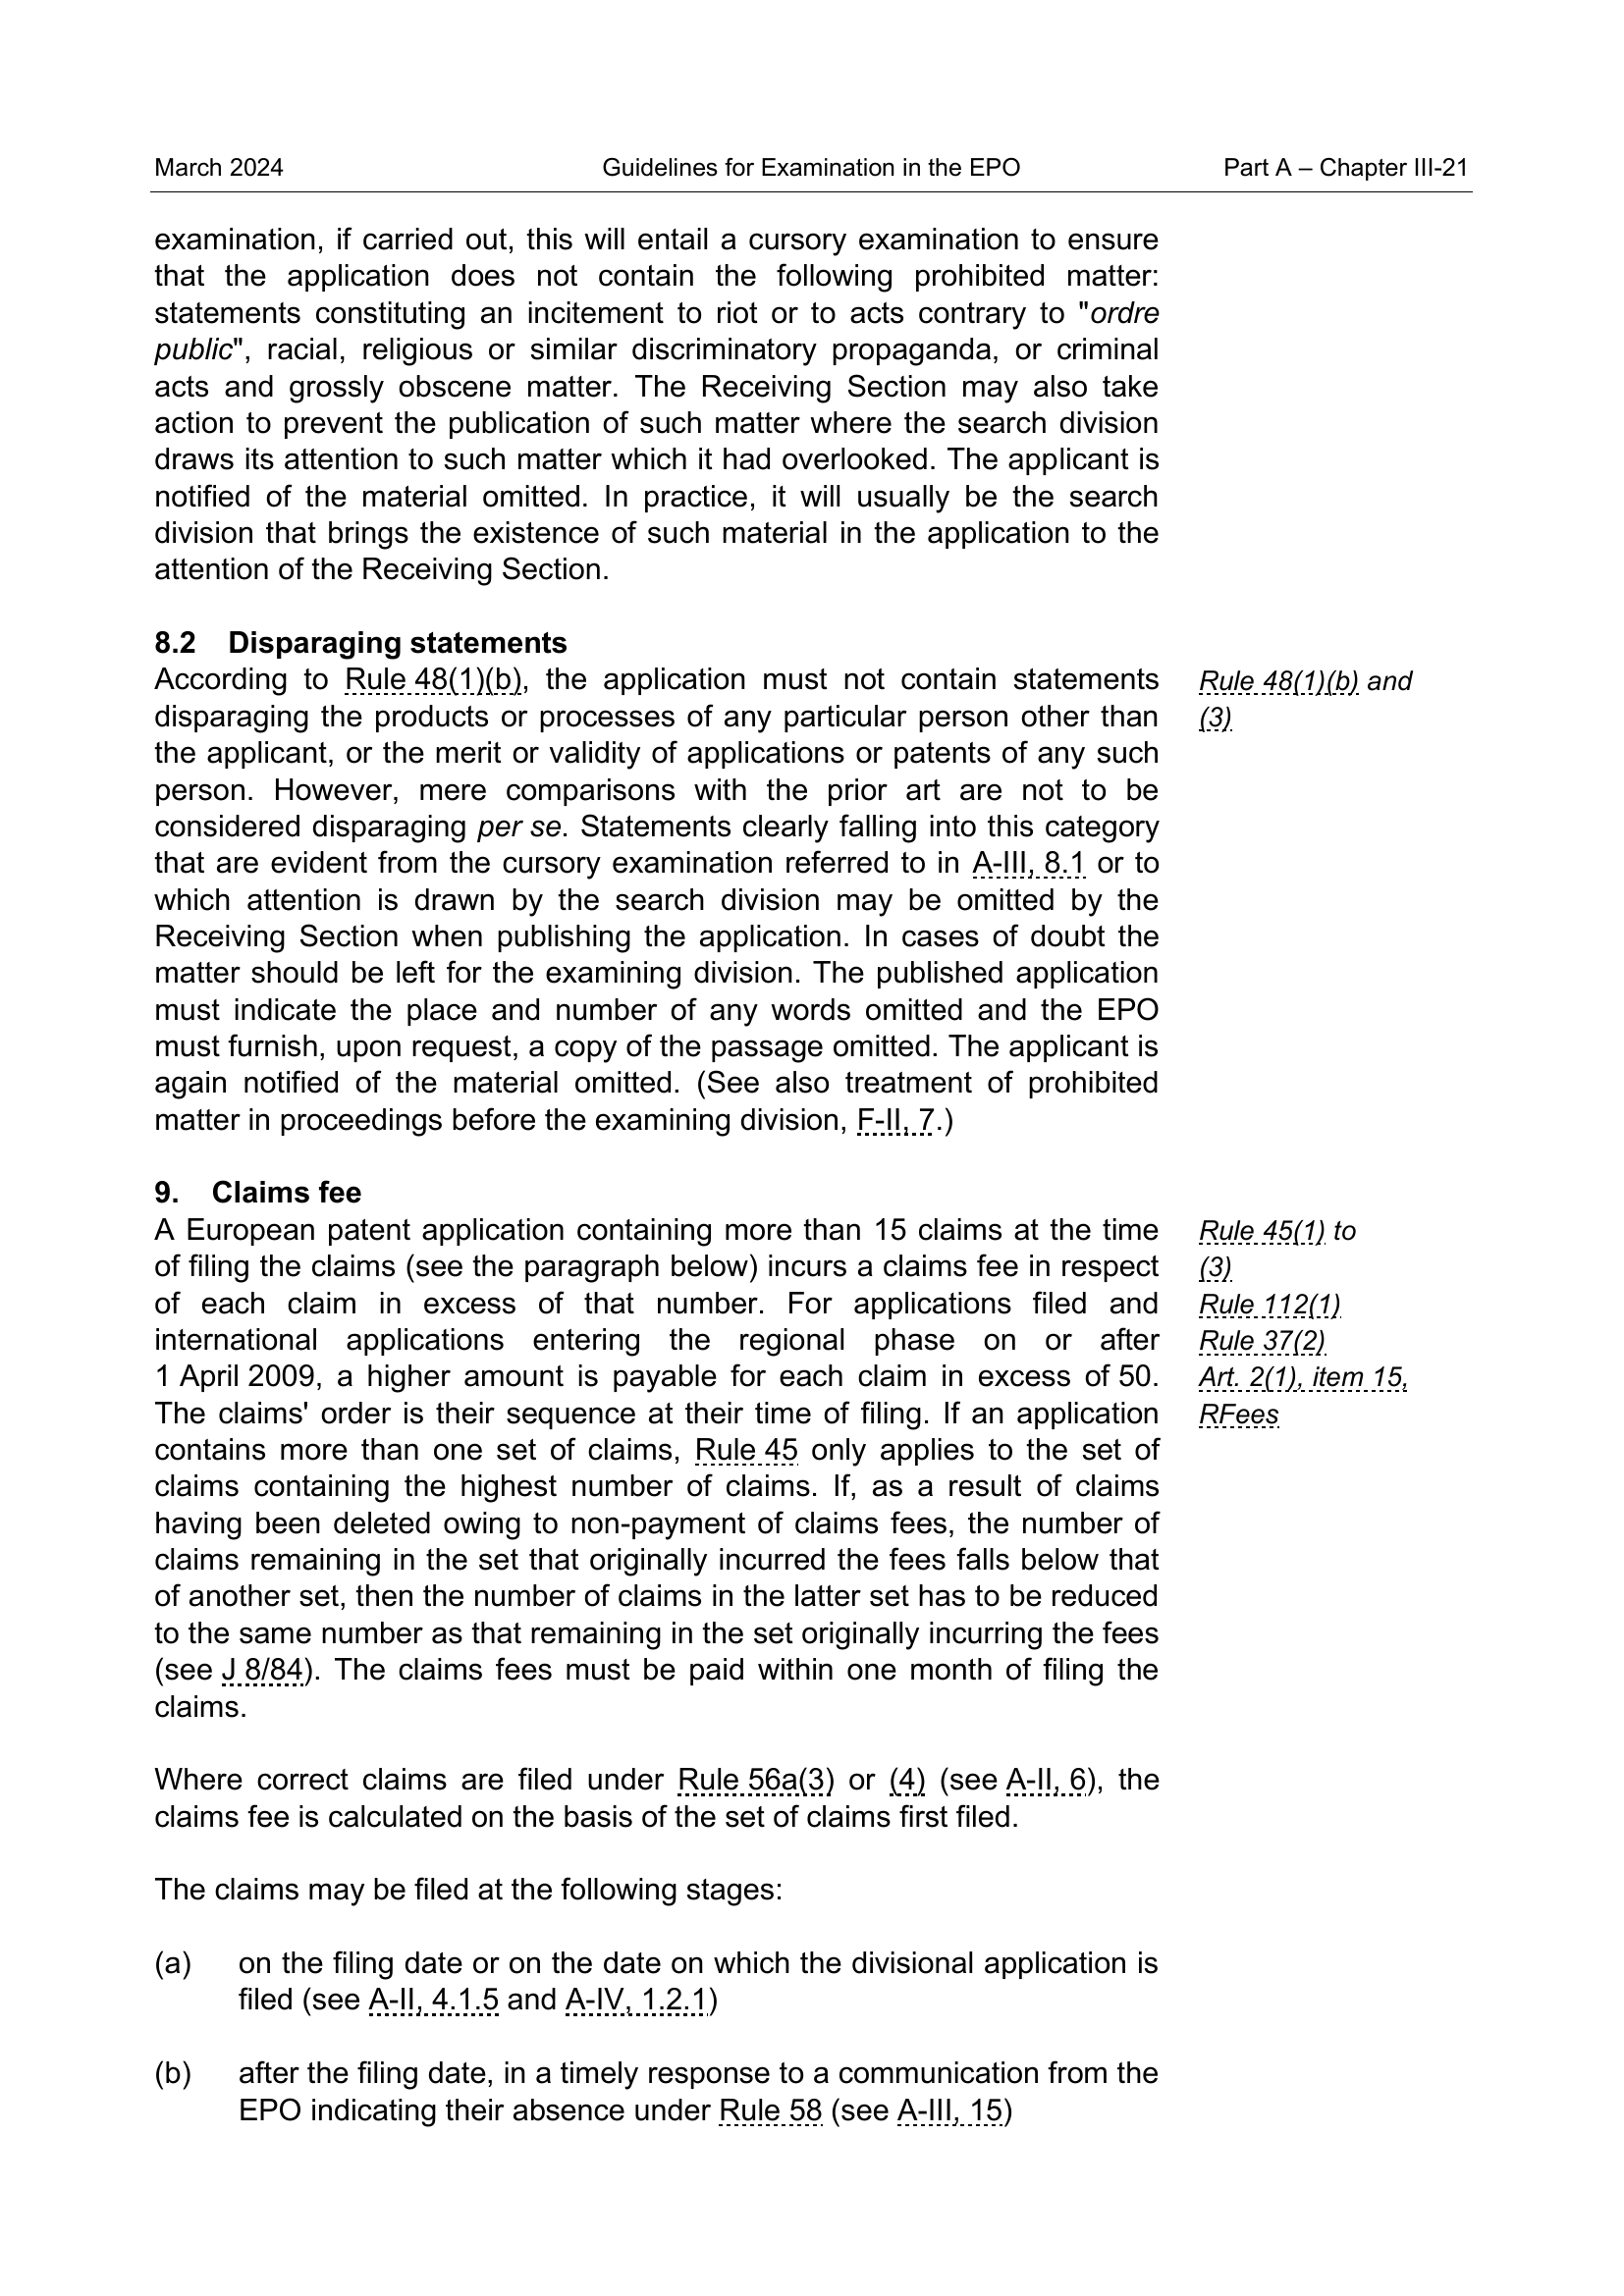 March 2024 Guidelines for Examination in the EPO Part A – Chapter III-21
examination, if carried out, this will entail a cursory examination to ensure
that the application does not contain the following prohibited matter:
statements constituting an incitement to riot or to acts contrary to "ordre
public", racial, religious or similar discriminatory propaganda, or criminal
acts and grossly obscene matter. The Receiving Section may also take
action to prevent the publication of such matter where the search division
draws its attention to such matter which it had overlooked. The applicant is
notified of the material omitted. In practice, it will usually be the search
division that brings the existence of such material in the application to the
attention of the Receiving Section.
8.2 Disparaging statements
According to Rule 48(1)(b), the application must not contain statements
disparaging the products or processes of any particular person other than
the applicant, or the merit or validity of applications or patents of any such
person. However, mere comparisons with the prior art are not to be
considered disparaging per se. Statements clearly falling into this category
that are evident from the cursory examination referred to in A-III, 8.1 or to
which attention is drawn by the search division may be omitted by the
Receiving Section when publishing the application. In cases of doubt the
matter should be left for the examining division. The published application
must indicate the place and number of any words omitted and the EPO
must furnish, upon request, a copy of the passage omitted. The applicant is
again notified of the material omitted. (See also treatment of prohibited
matter in proceedings before the examining division, F-II, 7.)
Rule 48(1)(b) and
(3)
9. Claims fee
A European patent application containing more than 15 claims at the time
of filing the claims (see the paragraph below) incurs a claims fee in respect
of each claim in excess of that number. For applications filed and
international applications entering the regional phase on or after
1 April 2009, a higher amount is payable for each claim in excess of 50.
The claims' order is their sequence at their time of filing. If an application
contains more than one set of claims, Rule 45 only applies to the set of
claims containing the highest number of claims. If, as a result of claims
having been deleted owing to non-payment of claims fees, the number of
claims remaining in the set that originally incurred the fees falls below that
of another set, then the number of claims in the latter set has to be reduced
to the same number as that remaining in the set originally incurring the fees
(see J 8/84). The claims fees must be paid within one month of filing the
claims.
Rule 45(1) to
(3)
Rule 112(1)
Rule 37(2)
Art. 2(1), item 15,
RFees
Where correct claims are filed under Rule 56a(3) or (4) (see A-II, 6), the
claims fee is calculated on the basis of the set of claims first filed.
The claims may be filed at the following stages:
(a) on the filing date or on the date on which the divisional application is
filed (see A-II, 4.1.5 and A-IV, 1.2.1)
(b) after the filing date, in a timely response to a communication from the
EPO indicating their absence under Rule 58 (see A-III, 15)